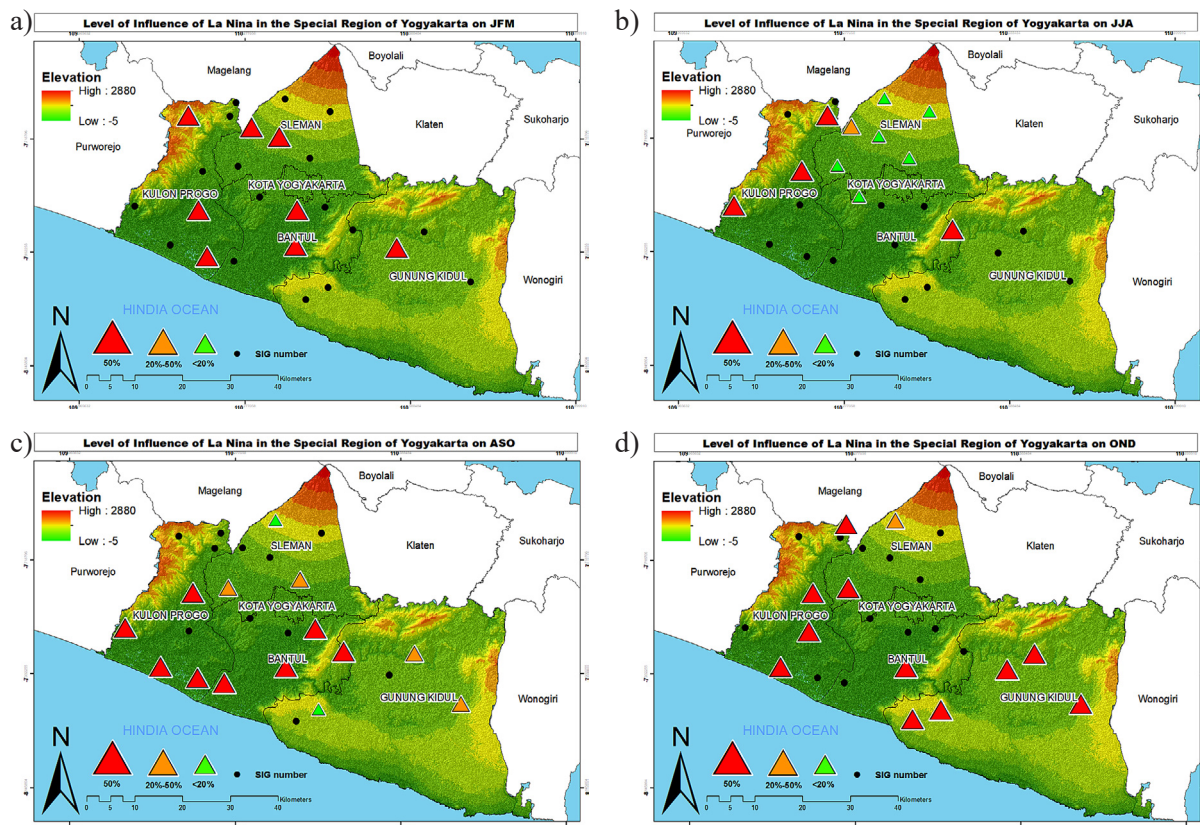 a)
Level of Influence of La Nina in the Special Region of Yogyakarta on JFM
Boyolali
Magelang
Elevation
High : 2880
Low : -5
SLEMAN
Klaten
Sukoharjo
Purworejo
KULON PROGO
KOTA YOGYAKARTA
BANTUL
GUNUNG KIDUL
Wonogiri
HINDIA OCEAN
N
50%
20%-50%
<20%
SIG number
0 5 10 20 30 40
Kilometers
b)
Level of Influence of La Nina in the Special Region of Yogyakarta on JJA
Boyolali
Magelang
Elevation
High : 2880
Low : -5
SLEMAN
Klaten
Sukoharjo
Purworejo
KULON PROGO
KOTA YOGYAKARTA
BANTUL
GUNUNG KIDUL
Wonogiri
HINDIA OCEAN
N
50%
20%-50%
<20%
SIG number
0 5 10 20 30 40
Kilometers
c)
Level of Influence of La Nina in the Special Region of Yogyakarta on ASO
Boyolali
Magelang
Elevation
High : 2880
Low : -5
SLEMAN
Klaten
Sukoharjo
Purworejo
KULON PROGO
KOTA YOGYAKARTA
BANTUL
GUNUNG KIDUL
Wonogiri
HINDIA OCEAN
N
50%
20%-50%
<20%
SIG number
0 5 10 20 30 40
Kilometers
d)
Level of Influence of La Nina in the Special Region of Yogyakarta on OND
Boyolali
Magelang
Elevation
High : 2880
Low : -5
SLEMAN
Klaten
Sukoharjo
Purworejo
KULON PROGO
KOTA YOGYAKARTA
BANTUL
GUNUNG KIDUL
Wonogiri
HINDIA OCEAN
N
50%
20%-50%
<20%
SIG number
0 5 10 20 30 40
Kilometers